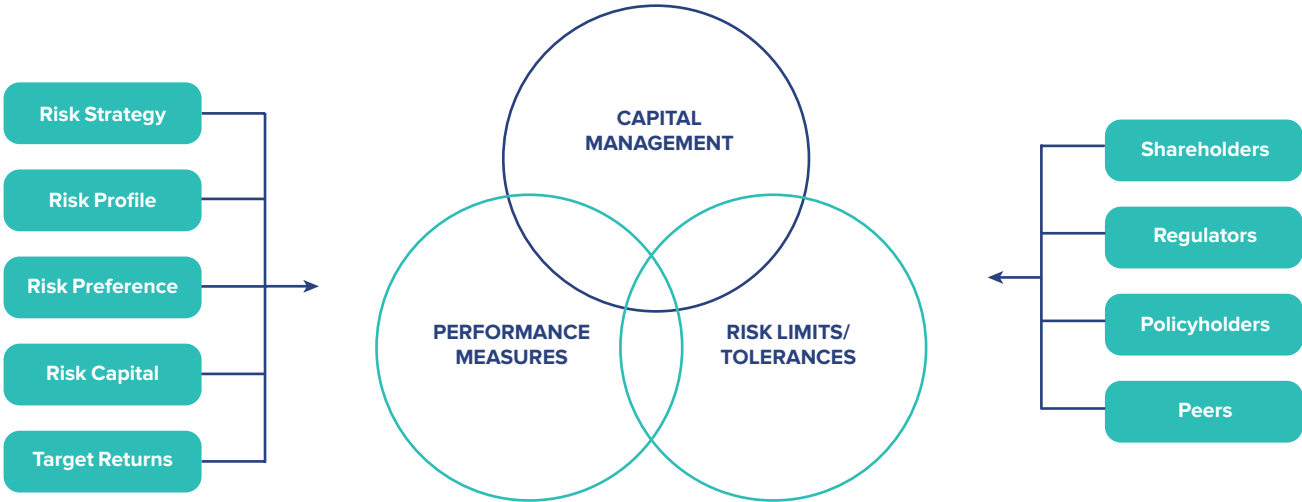 Risk Strategy
Risk Profile
Risk Preference
Risk Capital
Target Returns
CAPITAL
MANAGEMENT
PERFORMANCE
MEASURES
RISK LIMITS/
TOLERANCES
Shareholders
Regulators
Policyholders
Peers